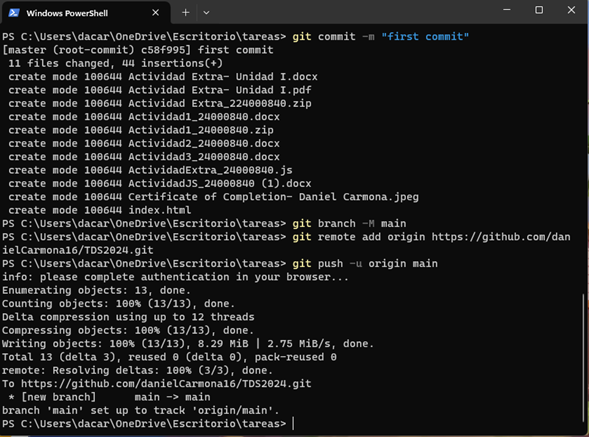 Windows PowerShell
PS C:\Users\dacar\OneDrive\Escritorio\tareas> git commit -m "first commit"
[master (root-commit) c58f995] first commit
 11 files changed, 44 insertions(+)
 create mode 100644 Actividad Extra- Unidad I.docx
 create mode 100644 Actividad Extra- Unidad I.pdf
 create mode 100644 Actividad Extra_224000840.zip
 create mode 100644 Actividad1_24000840.docx
 create mode 100644 Actividad1_24000840.zip
 create mode 100644 Actividad2_24000840.docx
 create mode 100644 Actividad3_24000840.docx
 create mode 100644 ActividadExtra_24000840.js
 create mode 100644 ActividadJS_24000840 (1).docx
 create mode 100644 Certificate of Completion- Daniel Carmona.jpeg
 create mode 100644 index.html
PS C:\Users\dacar\OneDrive\Escritorio\tareas> git branch -M main
PS C:\Users\dacar\OneDrive\Escritorio\tareas> git remote add origin https://github.com/dan
ielCarmona16/TDS2024.git
PS C:\Users\dacar\OneDrive\Escritorio\tareas> git push -u origin main
info: please complete authentication in your browser...
Enumerating objects: 13, done.
Counting objects: 100% (13/13), done.
Delta compression using up to 12 threads
Compressing objects: 100% (13/13), done.
Writing objects: 100% (13/13), 8.29 MiB | 2.75 MiB/s, done.
Total 13 (delta 3), reused 0 (delta 0), pack-reused 0
remote: Resolving deltas: 100% (3/3), done.
To https://github.com/danielCarmona16/TDS2024.git
 * [new branch]      main -> main
branch 'main' set up to track 'origin/main'.
PS C:\Users\dacar\OneDrive\Escritorio\tareas>